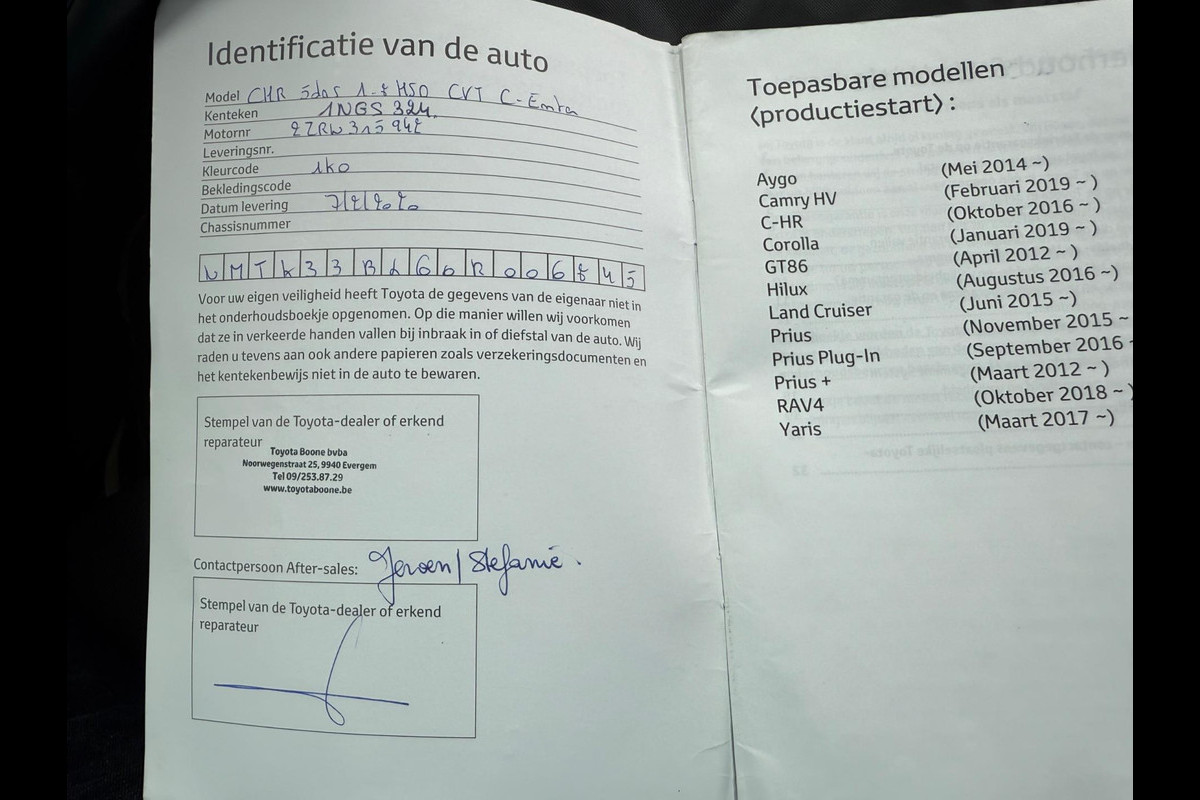 Identificatie van de auto
Model CHR 5drs 1.8 HSD CVT C-Enter
Kenteken 1NGS 324.
Motornr 2ZRW315942
Leveringsnr.
Kleurcode 1K0
Bekledingscode
Datum levering 7/2/2020
Chassisnummer
NMTK33BX60R006845
Voor uw eigen veiligheid heeft Toyota de gegevens van de eigenaar niet in
het onderhoudsboekje opgenomen. Op die manier willen wij voorkomen
dat ze in verkeerde handen vallen bij inbraak in of diefstal van de auto. Wij
raden u tevens aan ook andere papieren zoals verzekeringsdocumenten en
het kentekenbewijs niet in de auto te bewaren.
Stempel van de Toyota-dealer of erkend
reparateur
Toyota Boone bvba
Noorwegenstraat 25, 9940 Evergem
Tel 09/253.87.29
www.toyotaboone.be
Contactpersoon After-sales: Jeroen/Stefanie.
Stempel van de Toyota-dealer of erkend
reparateur
Toepasbare modellen
⟨productiestart⟩ :
Aygo (Mei 2014 ~)
Camry HV (Februari 2019 ~ )
C-HR (Oktober 2016 ~ )
Corolla (Januari 2019 ~ )
GT86 (April 2012 ~ )
Hilux (Augustus 2016 ~)
Land Cruiser (Juni 2015 ~)
Prius (November 2015 ~
Prius Plug-In (September 2016
Prius + (Maart 2012 ~ )
RAV4 (Oktober 2018 ~ )
Yaris (Maart 2017 ~)